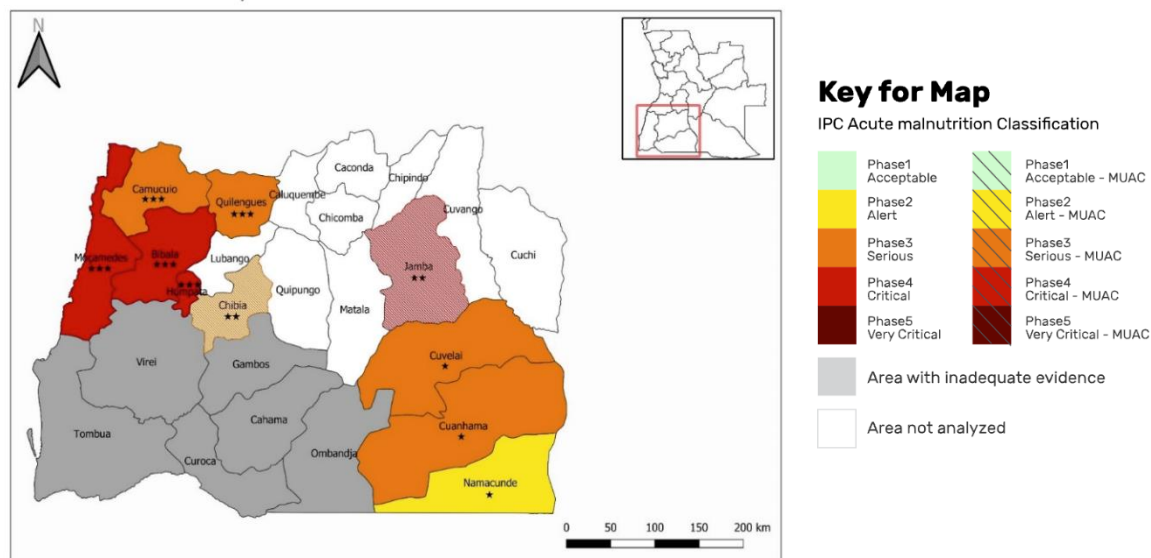 N
Caconda
Chipindo
Camucuio
★★★
Quilengues
★★★
Caluquembe
Chicomba
Cuvango
Cuchi
Moçamedes
★★★
Bibala
★★★
Lubango
Jamba
★★
★★★
Humpata
Chibia
★★
Quipungo
Matala
Virei
Gambos
Cuvelai
★
Cahama
Cuanhama
★
Tombua
Curoca
Ombandja
Namacunde
★
0 50 100 150 200 km
Key for Map
IPC Acute malnutrition Classification
Phase1
Acceptable
Phase1
Acceptable - MUAC
Phase2
Alert
Phase2
Alert - MUAC
Phase3
Serious
Phase3
Serious - MUAC
Phase4
Critical
Phase4
Critical - MUAC
Phase5
Very Critical
Phase5
Very Critical - MUAC
Area with inadequate evidence
Area not analyzed